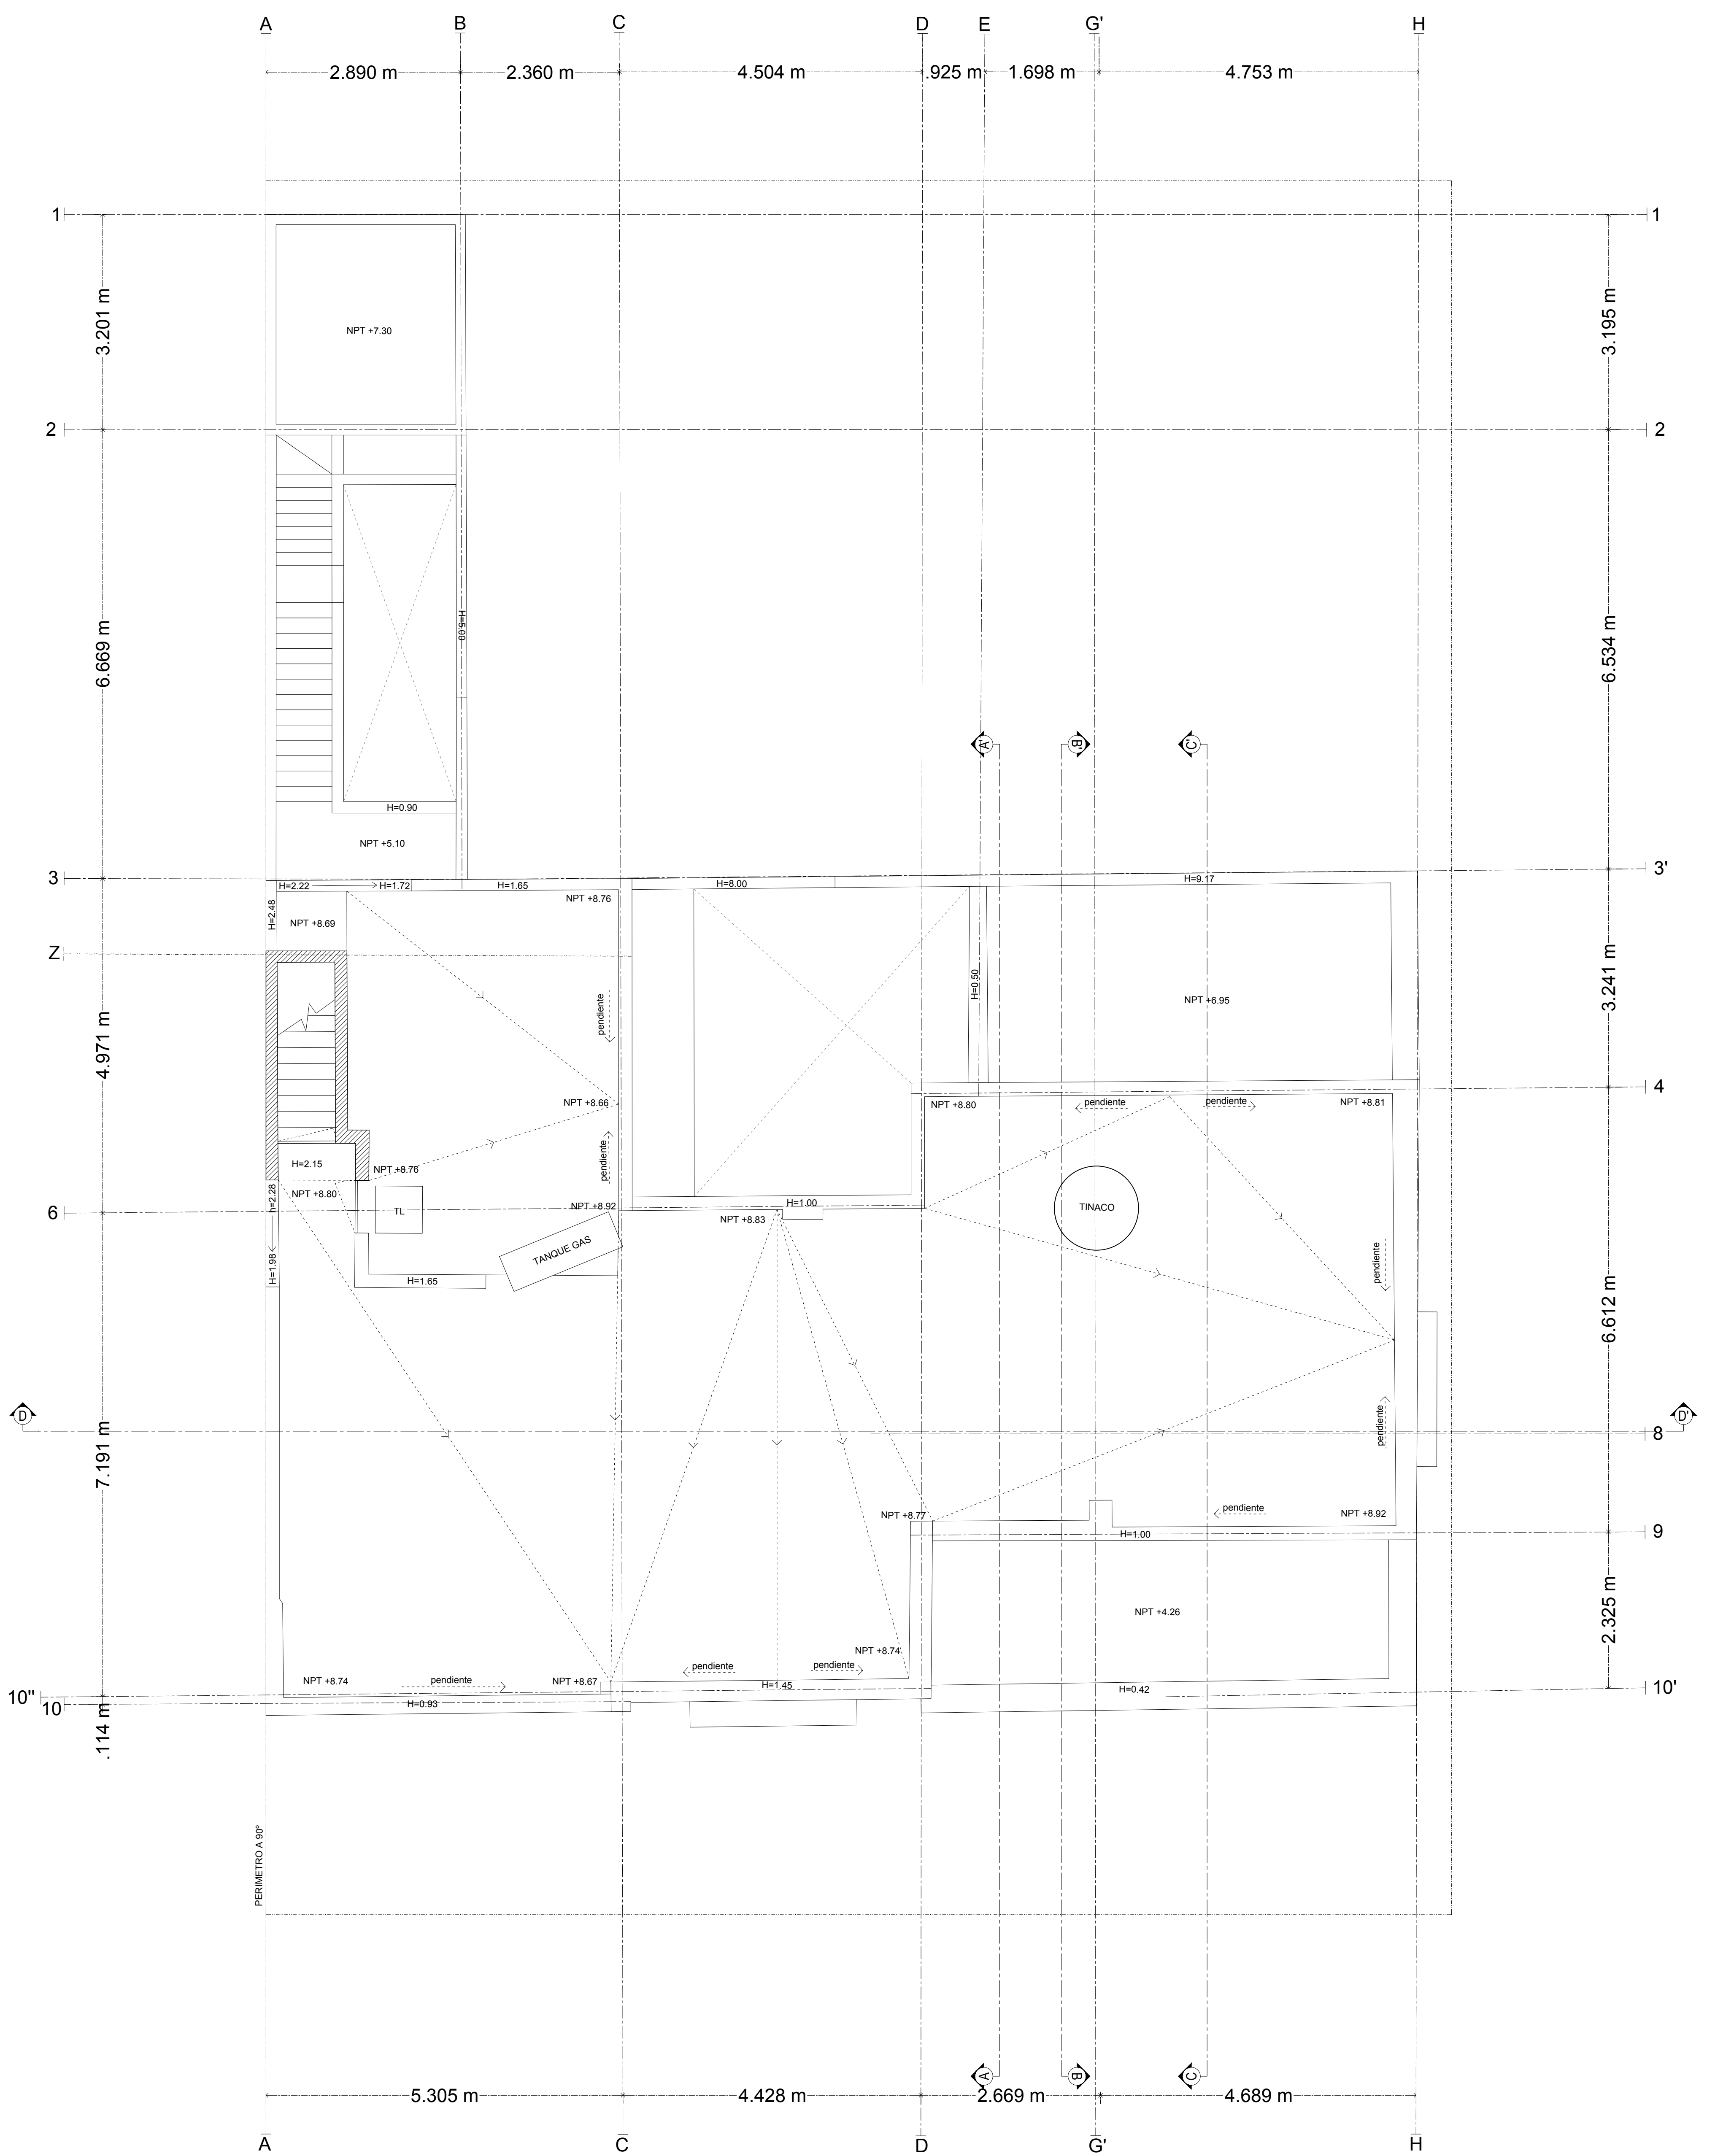 A B C D E G' H
2.890 m 2.360 m 4.504 m .925 m 1.698 m 4.753 m
1 1
3.201 m 3.195 m
NPT +7.30
2 2
6.669 m 6.534 m
H=5.00
A' B' C'
H=0.90
NPT +5.10
3 3'
H=2.22 H=1.72 H=1.65 H=8.00 H=9.17
NPT +8.76
H=2.48
NPT +8.69
Z
H=0.50
3.241 m
NPT +6.95
pendiente
4.971 m
4
NPT +8.66 NPT +8.80 pendiente pendiente NPT +8.81
pendiente
H=2.15
NPT +8.76
h=2.28
NPT +8.80
TL
NPT +8.92
H=1.00
TINACO
6
NPT +8.83
TANQUE GAS
pendiente
H=1.98
H=1.65
6.612 m
D D'
pendiente
8
7.191 m
NPT +8.77 pendiente NPT +8.92
H=1.00
9
NPT +4.26
2.325 m
NPT +8.74
pendiente pendiente
NPT +8.74 pendiente NPT +8.67
H=1.45 H=0.42
10" 10'
10
H=0.93
.114 m
PERIMETRO A 90º
A B C
5.305 m 4.428 m 2.669 m 4.689 m
A C D G' H